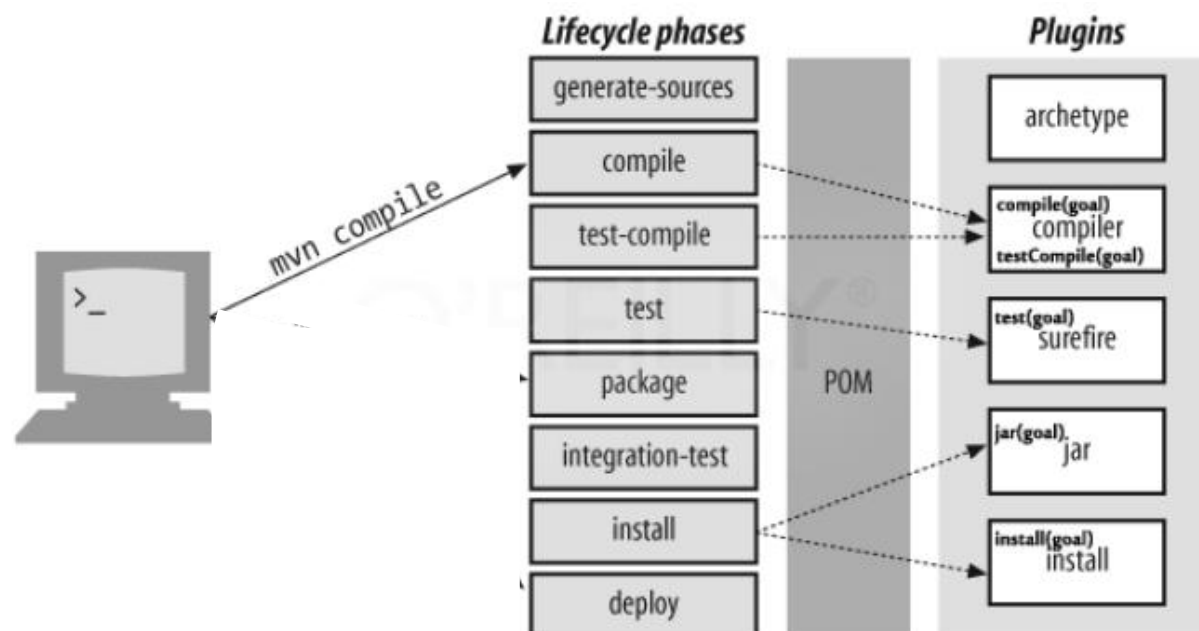 Lifecycle phases
Plugins
generate-sources
compile
test-compile
test
package
integration-test
install
deploy
mvn compile
>_
POM
archetype
compile(goal)
compiler
testCompile(goal)
test(goal)
surefire
jar(goal)
jar
install(goal)
install